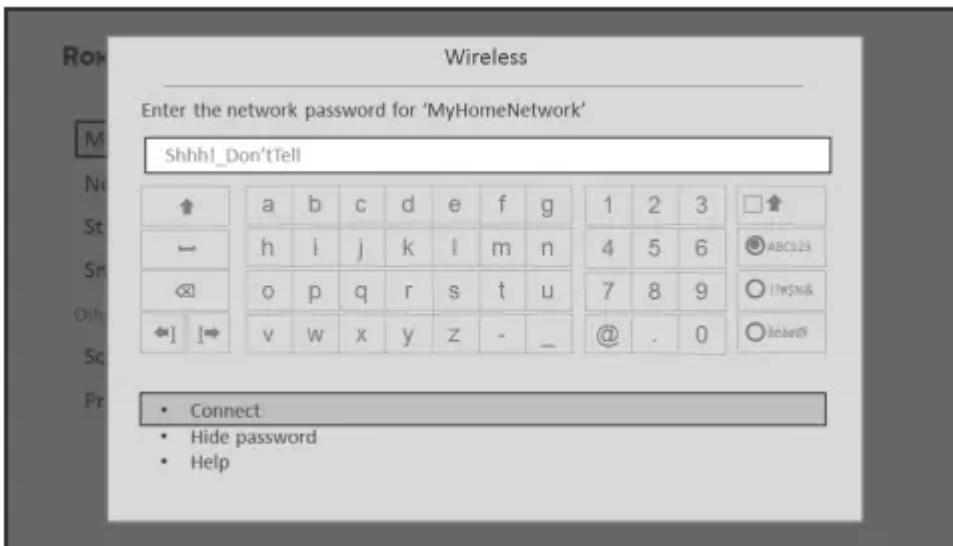 Wireless
Enter the network password for ‘MyHomeNetwork’
Shhh!_Don’tTell
a b c d e f g 1 2 3
h i j k l m n 4 5 6 ABC123
o p q r s t u 7 8 9
v w x y z - _ @ . 0
• Connect
• Hide password
• Help